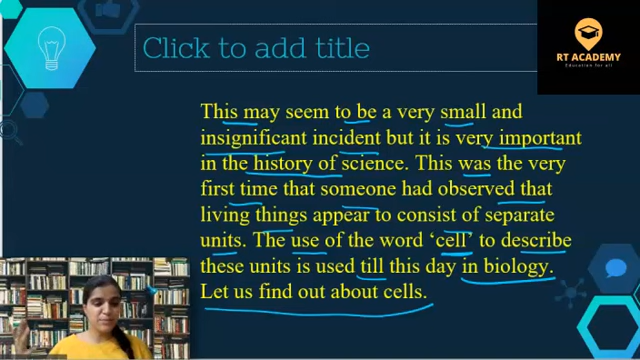 Click to add title
RT ACADEMY
Education for all
This may seem to be a very small and
insignificant incident but it is very important
in the history of science. This was the very
first time that someone had observed that
living things appear to consist of separate
units. The use of the word ‘cell’ to describe
these units is used till this day in biology.
Let us find out about cells.